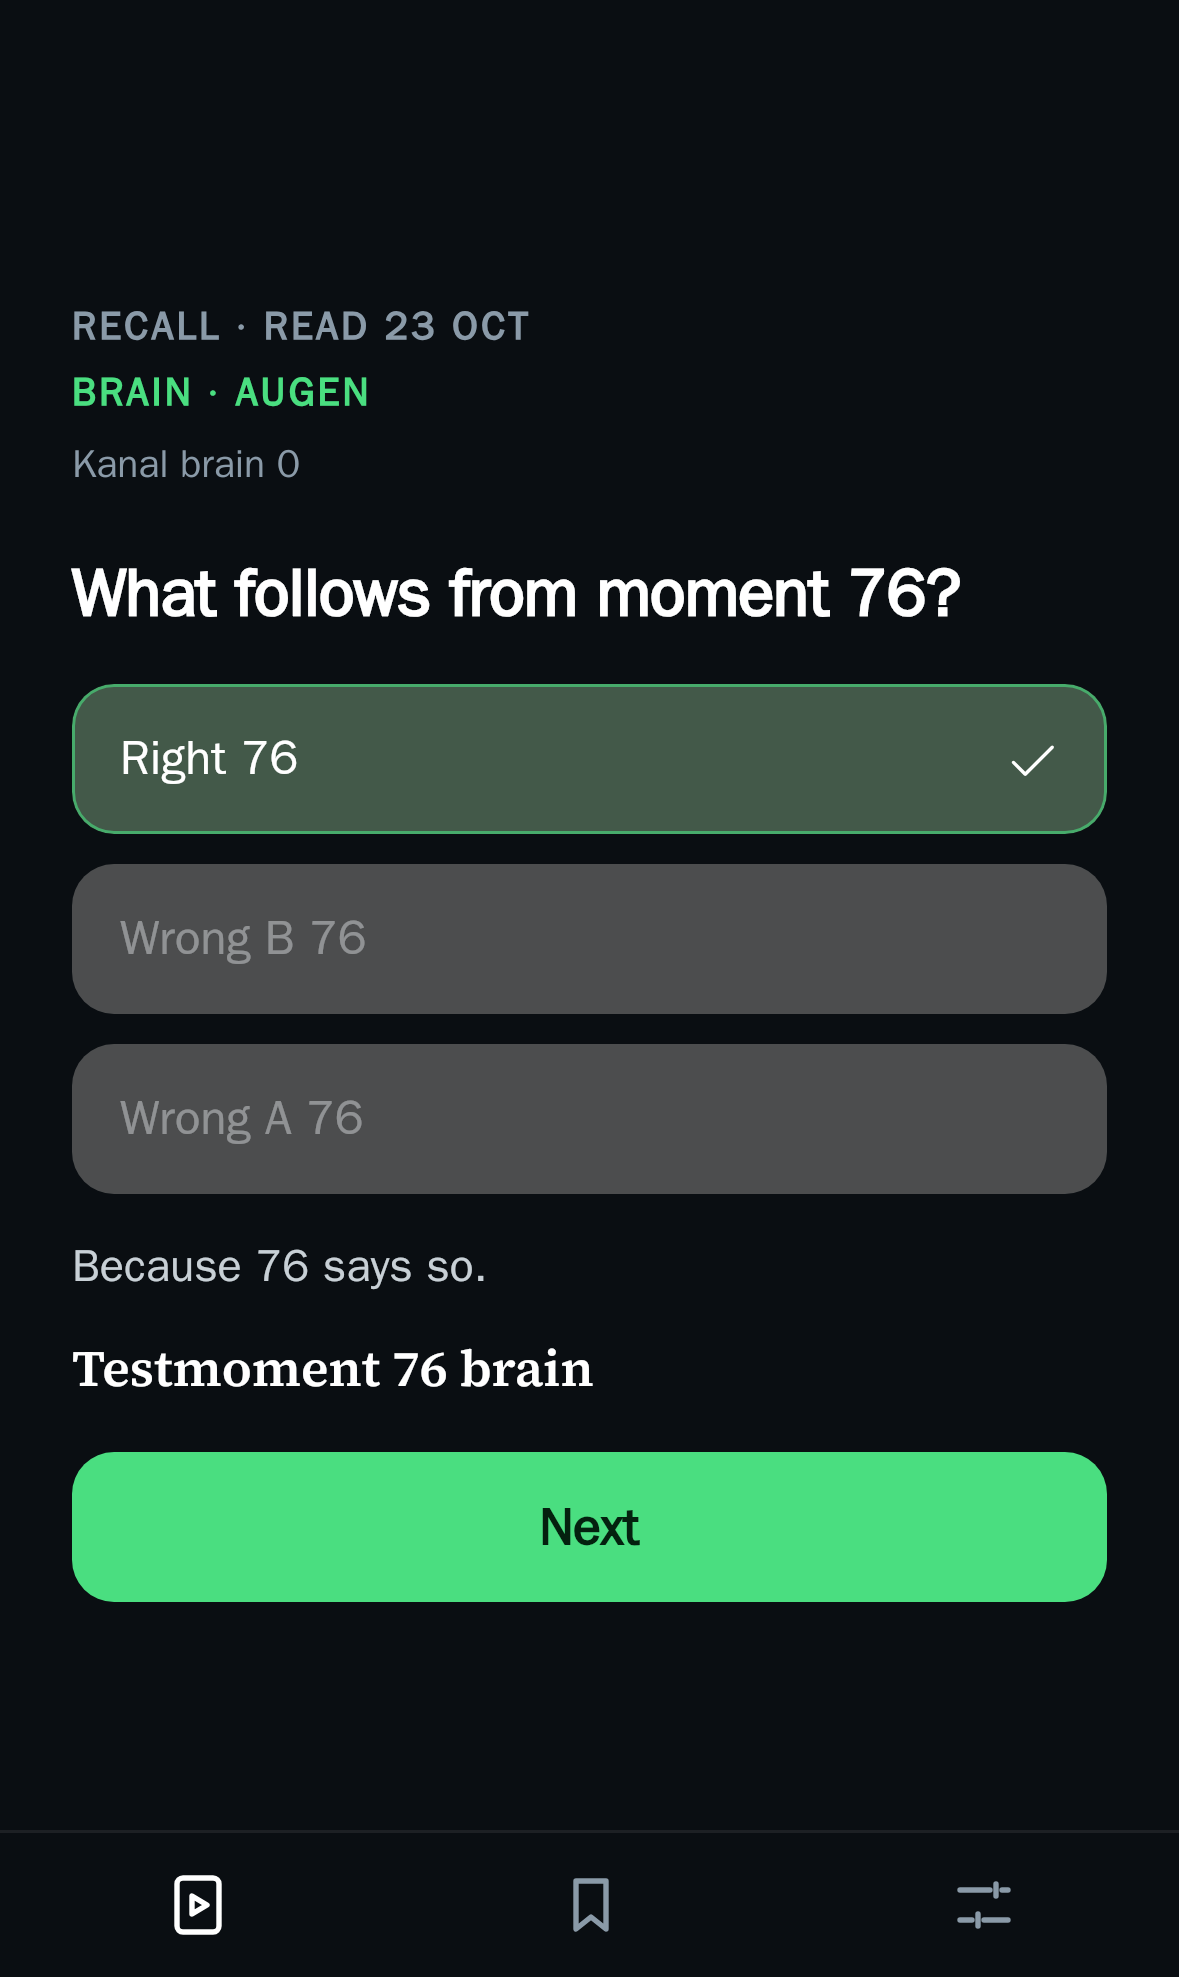 RECALL · READ 23 OCT
BRAIN · AUGEN
Kanal brain 0
What follows from moment 76?
Right 76
Wrong B 76
Wrong A 76
Because 76 says so.
Testmoment 76 brain
Next